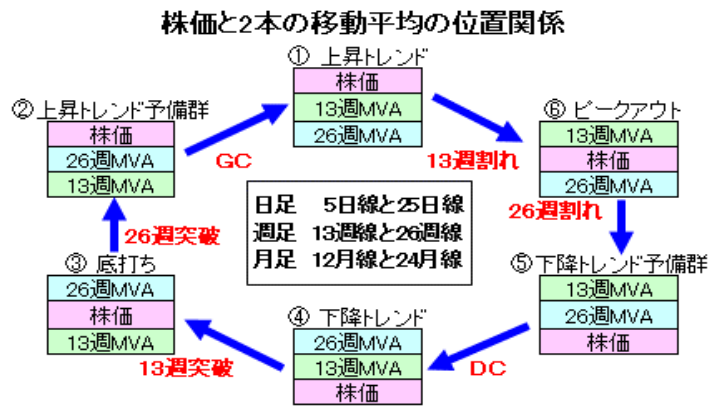 株価と2本の移動平均の位置関係
① 上昇トレンド
株価
13週MVA
26週MVA
② 上昇トレンド予備群
株価
26週MVA
13週MVA
GC
13週割れ
⑥ ピークアウト
13週MVA
株価
26週MVA
26週割れ
日足 5日線と25日線
週足 13週線と26週線
月足 12月線と24月線
26週突破
③ 底打ち
26週MVA
株価
13週MVA
13週突破
④ 下降トレンド
26週MVA
13週MVA
株価
DC
⑤下降トレンド予備群
13週MVA
26週MVA
株価